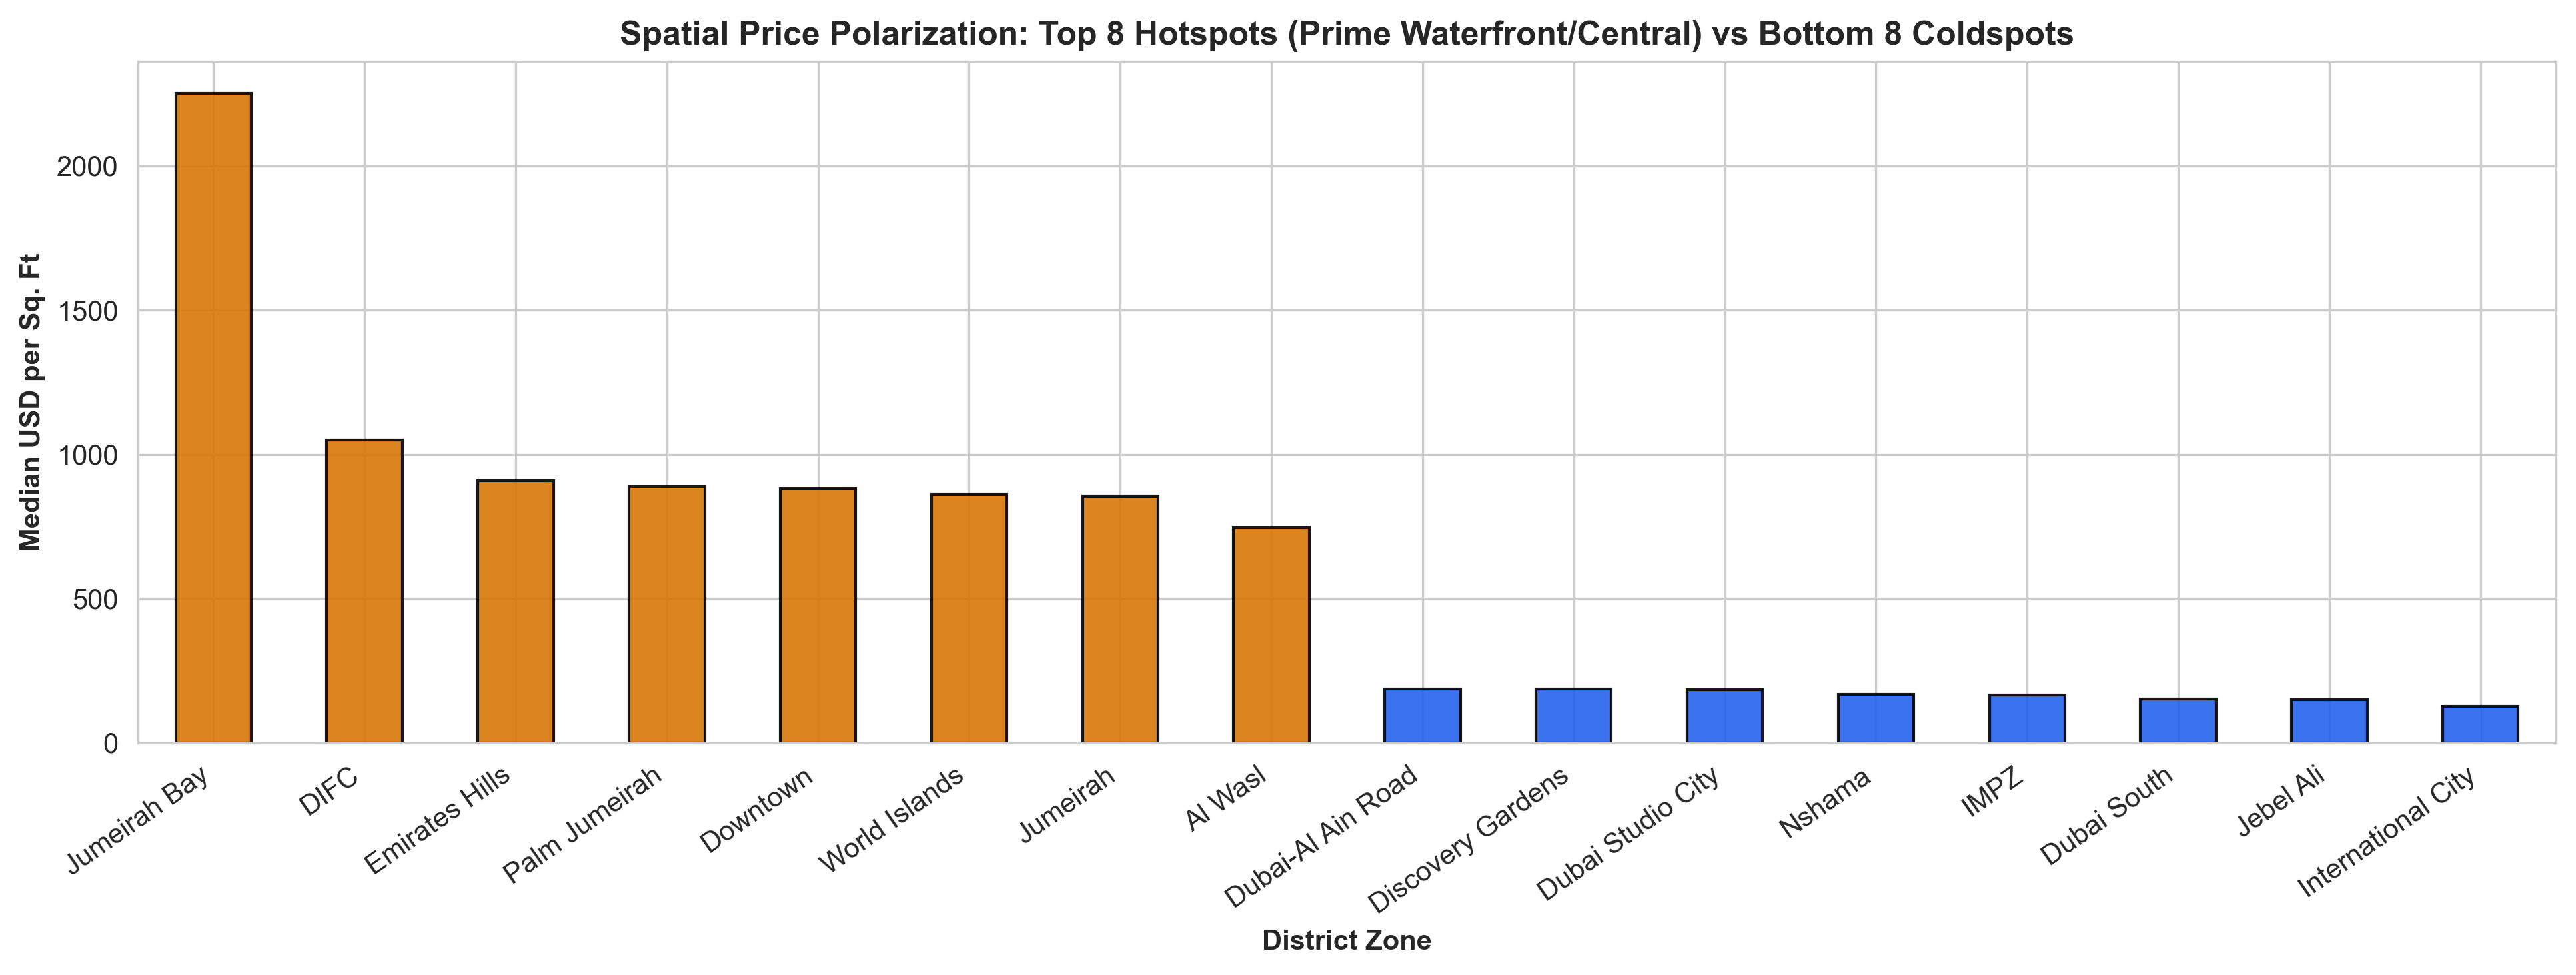 Spatial Price Polarization: Top 8 Hotspots (Prime Waterfront/Central) vs Bottom 8 Coldspots
Median USD per Sq. Ft
2000
1500
1000
500
0
Jumeirah Bay
DIFC
Emirates Hills
Palm Jumeirah
Downtown
World Islands
Jumeirah
Al Wasl
Dubai-Al Ain Road
Discovery Gardens
Dubai Studio City
Nshama
IMPZ
Dubai South
Jebel Ali
International City
District Zone